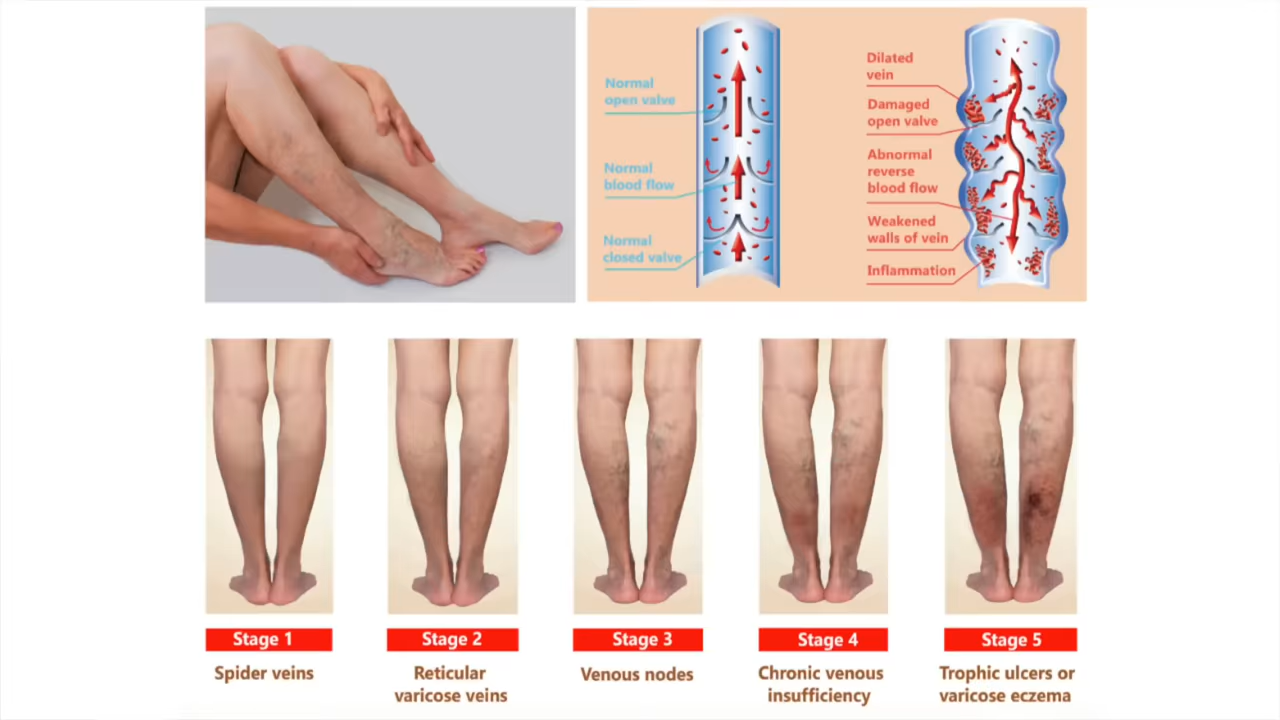 Normal
open valve
Normal
blood flow
Normal
closed valve
Dilated
vein
Damaged
open valve
Abnormal
reverse
blood flow
Weakened
walls of vein
Inflammation
Stage 1
Spider veins
Stage 2
Reticular
varicose veins
Stage 3
Venous nodes
Stage 4
Chronic venous
insufficiency
Stage 5
Trophic ulcers or
varicose eczema